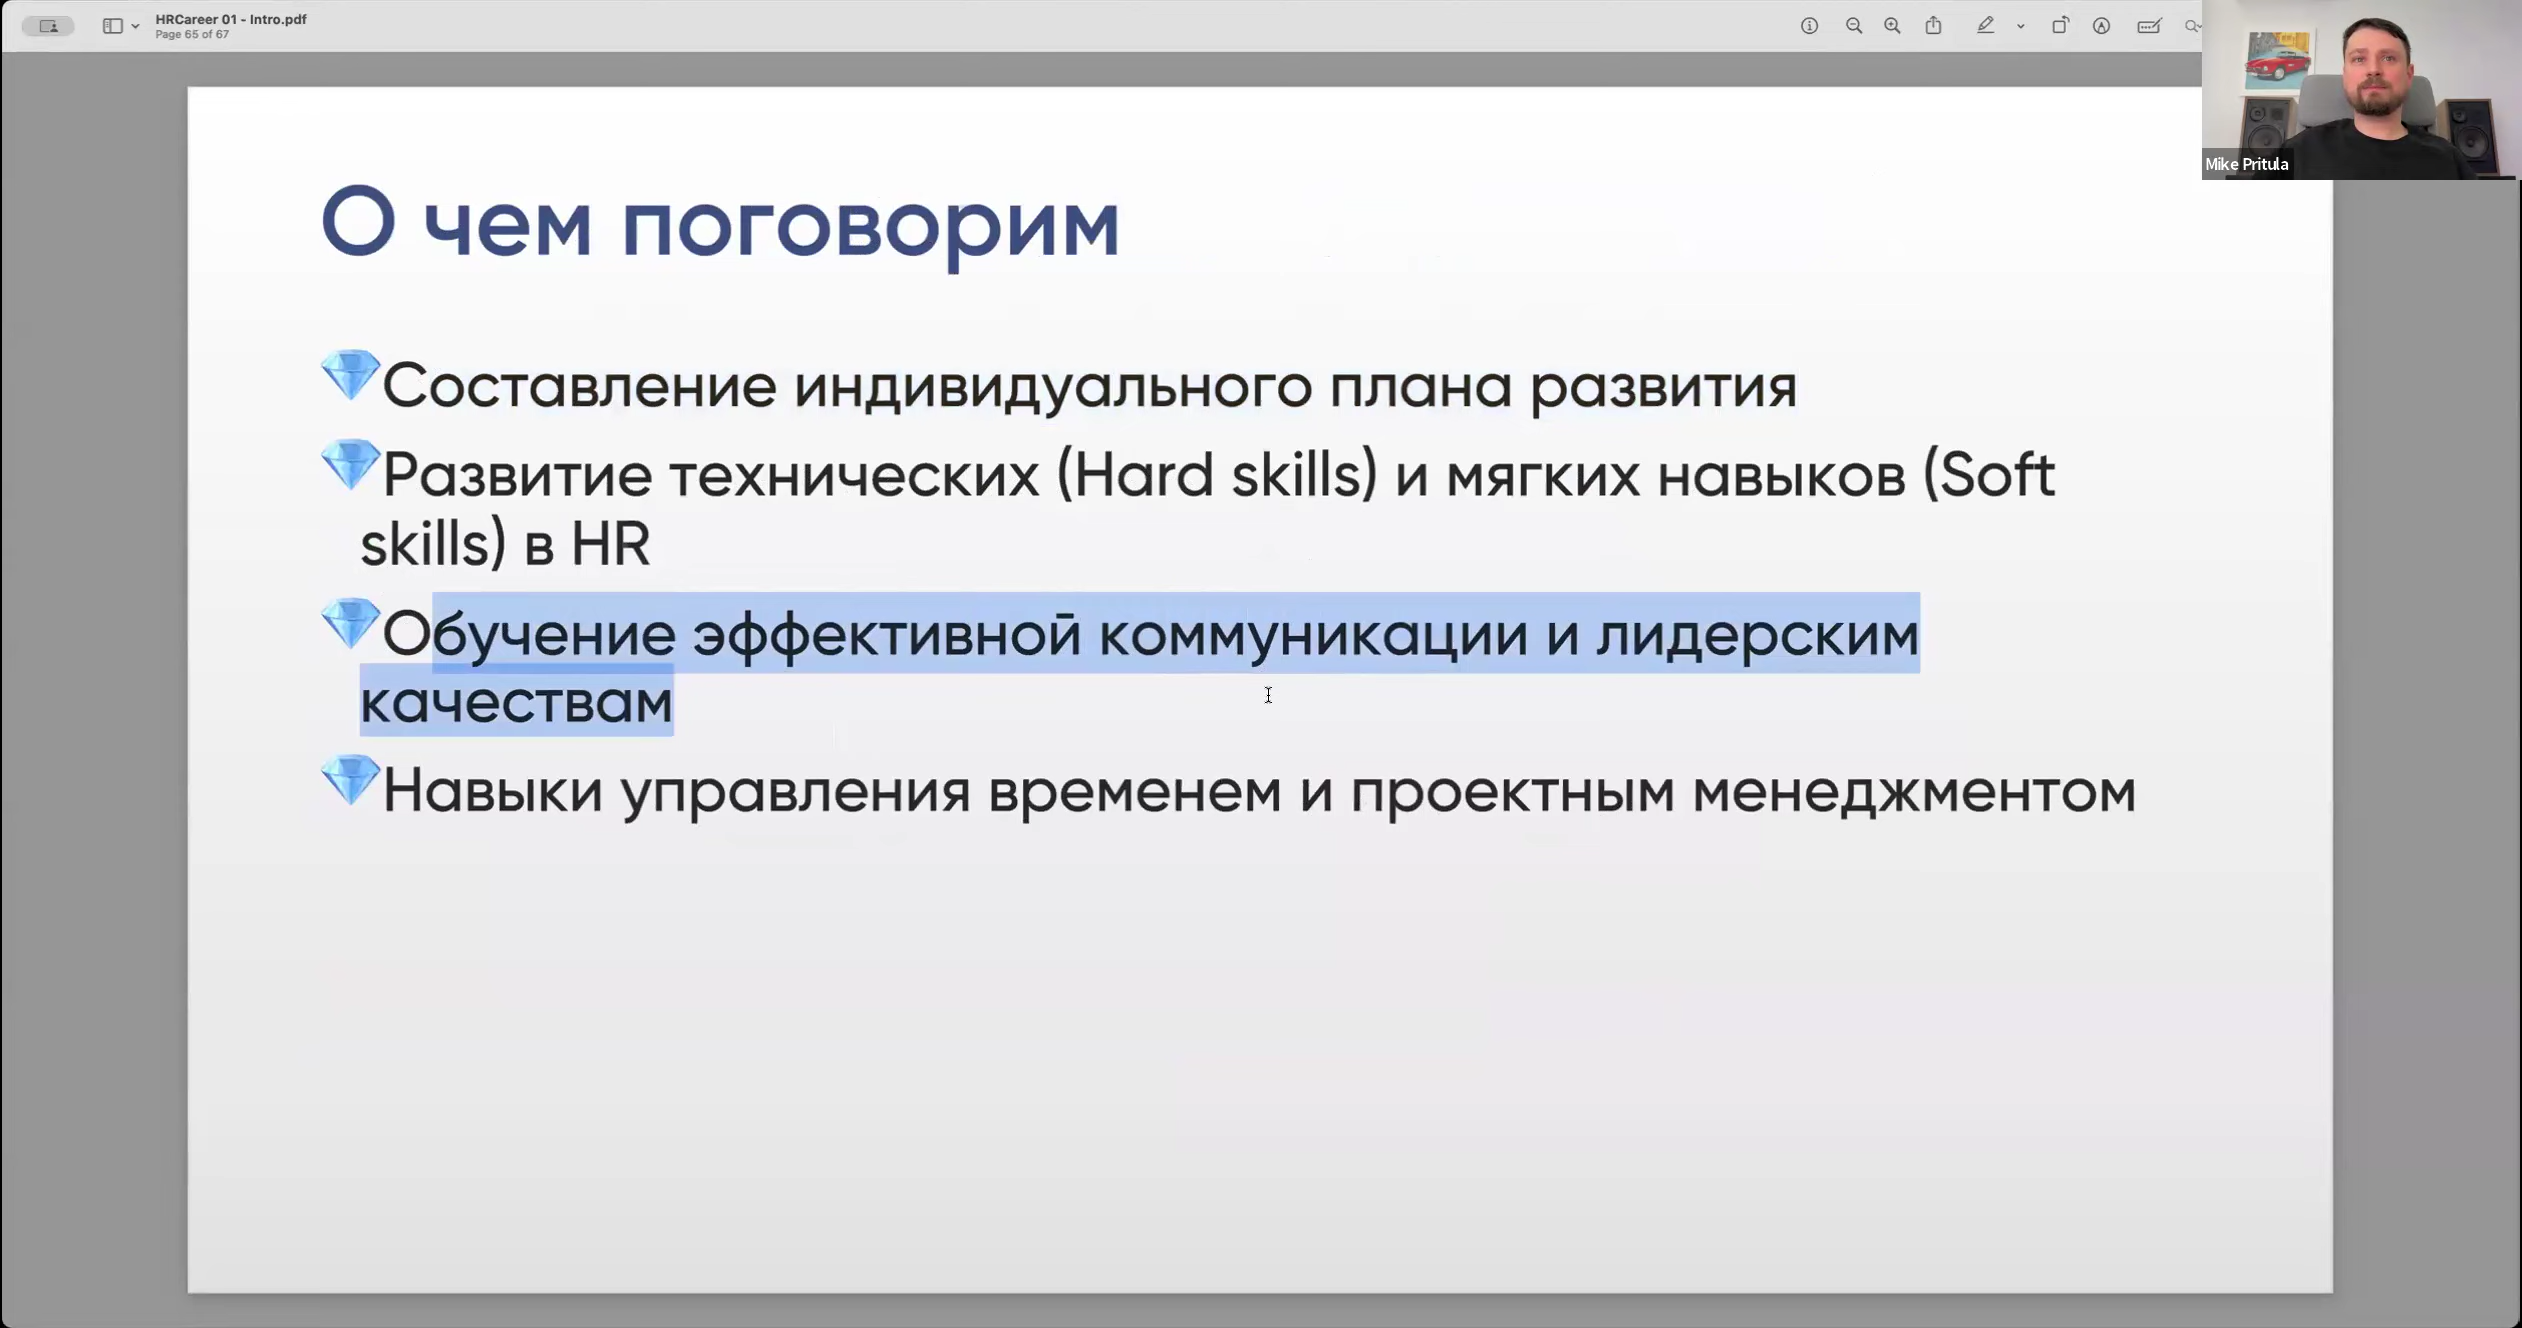 HRCareer 01 - Intro.pdf
Page 65 of 67
Mike Pritula
О чем поговорим
💎Составление индивидуального плана развития
💎Развитие технических (Hard skills) и мягких навыков (Soft
skills) в HR
💎Обучение эффективной коммуникации и лидерским
качествам
💎Навыки управления временем и проектным менеджментом